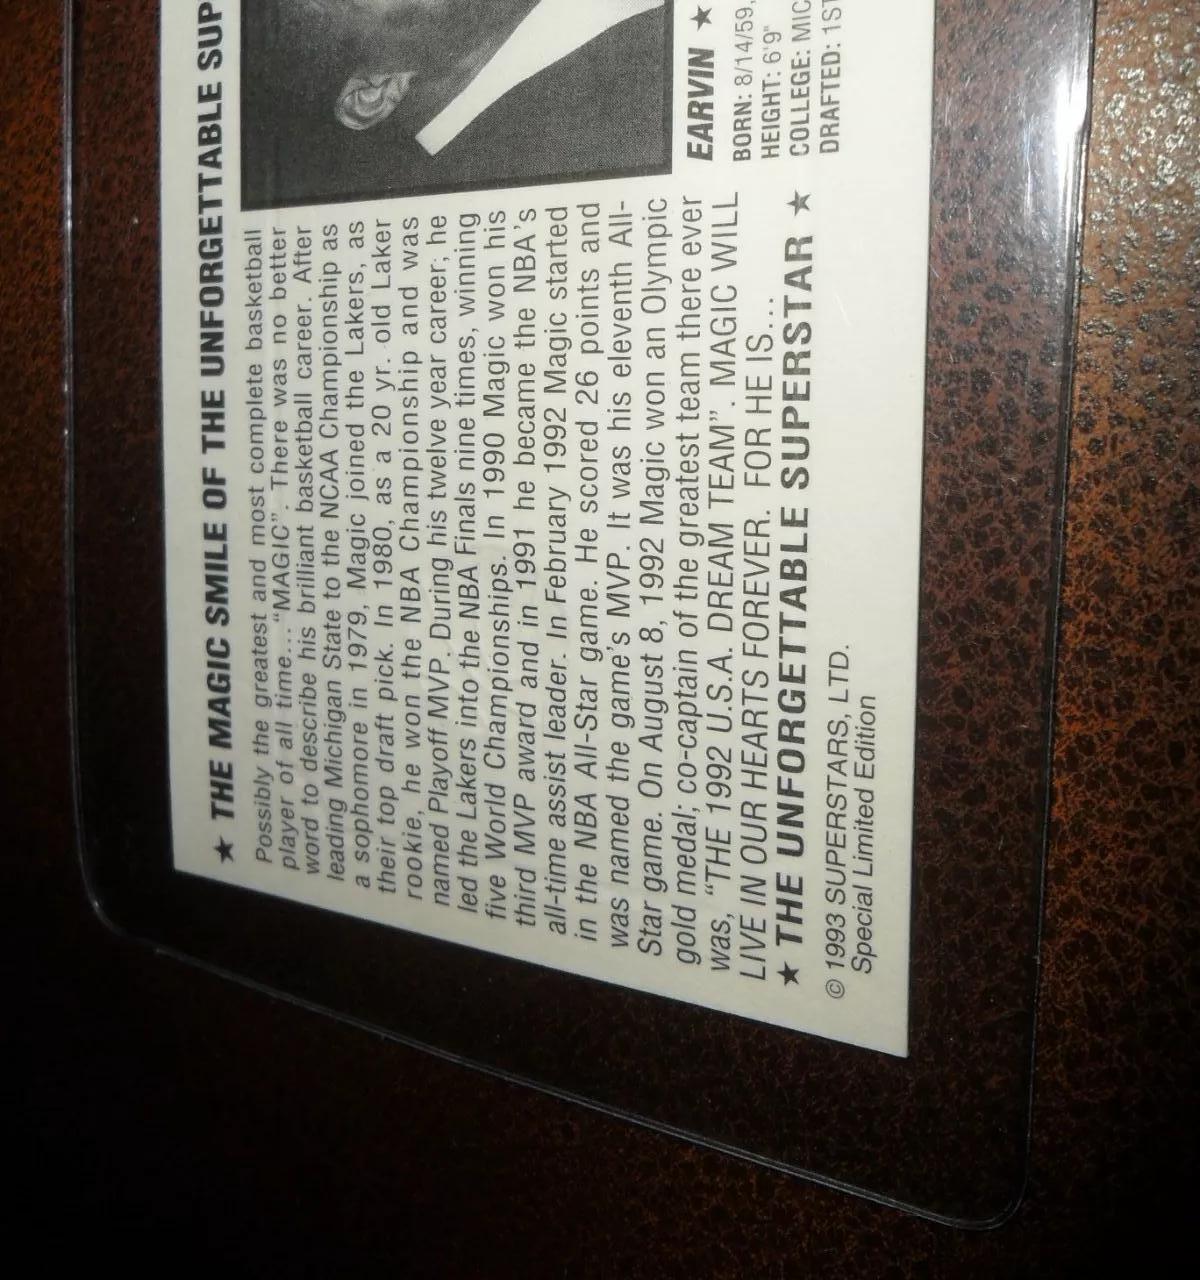 ★ THE MAGIC SMILE OF THE UNFORGETTABLE SUP
Possibly the greatest and most complete basketball
player of all time... “MAGIC”. There was no better
word to describe his brilliant basketball career. After
leading Michigan State to the NCAA Championship as
a sophomore in 1979, Magic joined the Lakers, as
their top draft pick. In 1980, as a 20 yr. old Laker
rookie, he won the NBA Championship and was
named Playoff MVP. During his twelve year career; he
led the Lakers into the NBA Finals nine times, winning
five World Championships. In 1990 Magic won his
third MVP award and in 1991 he became the NBA's
all-time assist leader. In February 1992 Magic started
in the NBA All-Star game. He scored 26 points and
was named the game's MVP. It was his eleventh All-
Star game. On August 8, 1992 Magic won an Olympic
gold medal; co-captain of the greatest team there ever
was, “THE 1992 U.S.A. DREAM TEAM”. MAGIC WILL
LIVE IN OUR HEARTS FOREVER. FOR HE IS...
★ THE UNFORGETTABLE SUPERSTAR ★
© 1993 SUPERSTARS, LTD.
Special Limited Edition
EARVIN ★
BORN: 8/14/59,
HEIGHT: 6'9"
COLLEGE: MIC
DRAFTED: 1ST